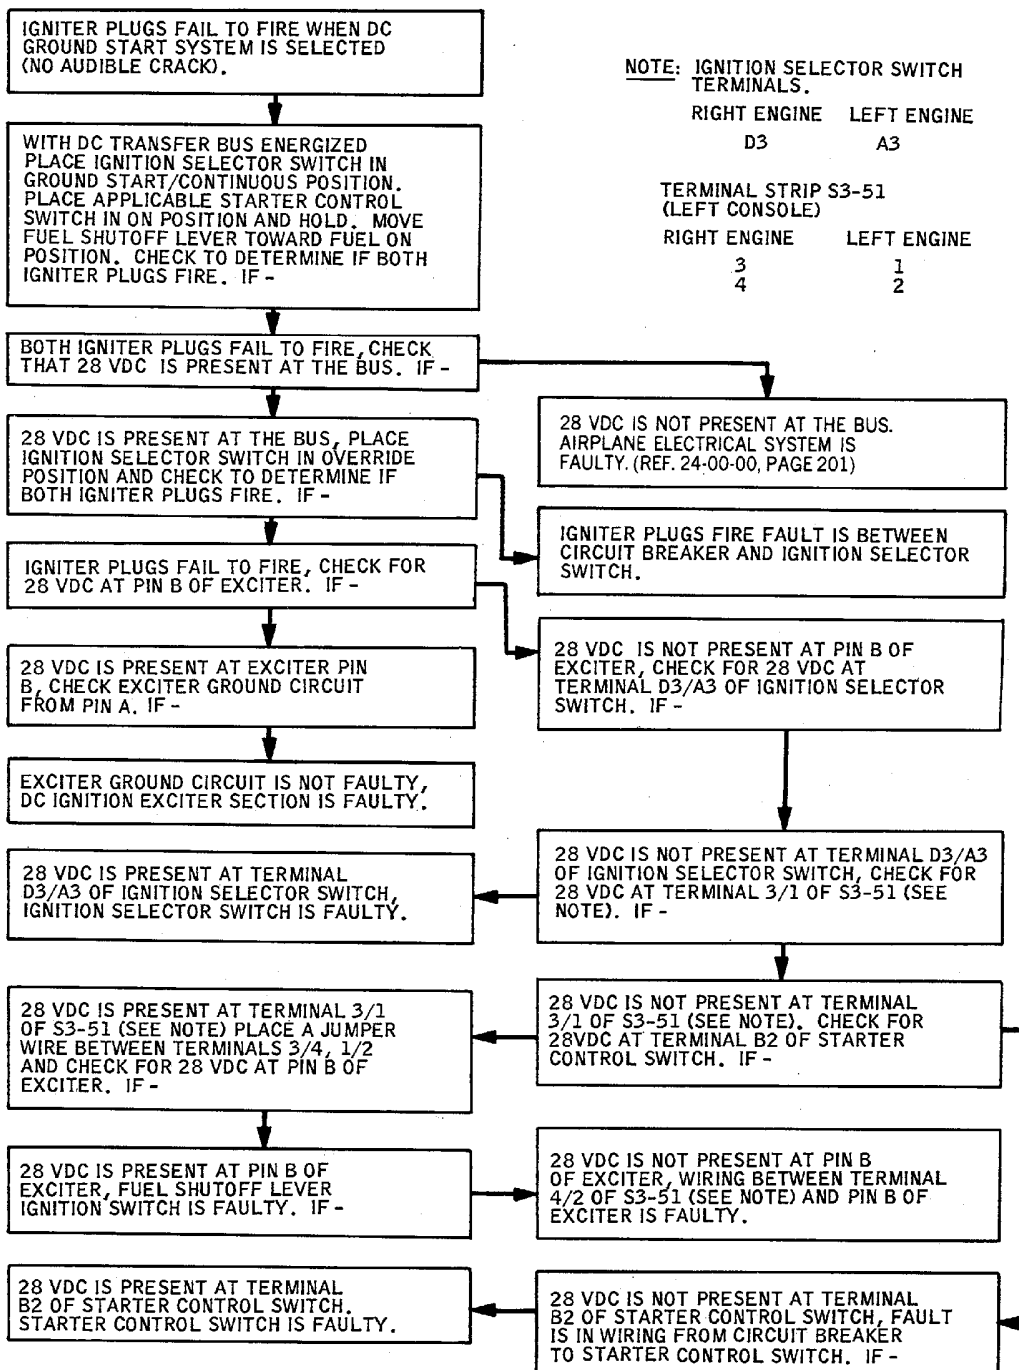 IGNITER PLUGS FAIL TO FIRE WHEN DC
GROUND START SYSTEM IS SELECTED
(NO AUDIBLE CRACK).
NOTE: IGNITION SELECTOR SWITCH
TERMINALS.
RIGHT ENGINE LEFT ENGINE
D3 A3
TERMINAL STRIP S3-51
(LEFT CONSOLE)
RIGHT ENGINE LEFT ENGINE
3 1
4 2
WITH DC TRANSFER BUS ENERGIZED
PLACE IGNITION SELECTOR SWITCH IN
GROUND START/CONTINUOUS POSITION.
PLACE APPLICABLE STARTER CONTROL
SWITCH IN ON POSITION AND HOLD. MOVE
FUEL SHUTOFF LEVER TOWARD FUEL ON
POSITION. CHECK TO DETERMINE IF BOTH
IGNITER PLUGS FIRE. IF -
BOTH IGNITER PLUGS FAIL TO FIRE, CHECK
THAT 28 VDC IS PRESENT AT THE BUS. IF -
28 VDC IS NOT PRESENT AT THE BUS.
AIRPLANE ELECTRICAL SYSTEM IS
FAULTY. (REF. 24-00-00, PAGE 201)
28 VDC IS PRESENT AT THE BUS, PLACE
IGNITION SELECTOR SWITCH IN OVERRIDE
POSITION AND CHECK TO DETERMINE IF
BOTH IGNITER PLUGS FIRE. IF -
IGNITER PLUGS FIRE FAULT IS BETWEEN
CIRCUIT BREAKER AND IGNITION SELECTOR
SWITCH.
IGNITER PLUGS FAIL TO FIRE, CHECK FOR
28 VDC AT PIN B OF EXCITER. IF -
28 VDC IS NOT PRESENT AT PIN B OF
EXCITER, CHECK FOR 28 VDC AT
TERMINAL D3/A3 OF IGNITION SELECTOR
SWITCH. IF -
28 VDC IS PRESENT AT EXCITER PIN
B, CHECK EXCITER GROUND CIRCUIT
FROM PIN A. IF -
EXCITER GROUND CIRCUIT IS NOT FAULTY,
DC IGNITION EXCITER SECTION IS FAULTY.
28 VDC IS NOT PRESENT AT TERMINAL D3/A3
OF IGNITION SELECTOR SWITCH, CHECK FOR
28 VDC AT TERMINAL 3/1 OF S3-51 (SEE
NOTE). IF -
28 VDC IS PRESENT AT TERMINAL
D3/A3 OF IGNITION SELECTOR SWITCH,
IGNITION SELECTOR SWITCH IS FAULTY.
28 VDC IS NOT PRESENT AT TERMINAL
3/1 OF S3-51 (SEE NOTE). CHECK FOR
28VDC AT TERMINAL B2 OF STARTER
CONTROL SWITCH. IF -
28 VDC IS PRESENT AT TERMINAL 3/1
OF S3-51 (SEE NOTE) PLACE A JUMPER
WIRE BETWEEN TERMINALS 3/4, 1/2
AND CHECK FOR 28 VDC AT PIN B OF
EXCITER. IF -
28 VDC IS PRESENT AT PIN B OF
EXCITER, FUEL SHUTOFF LEVER
IGNITION SWITCH IS FAULTY. IF -
28 VDC IS NOT PRESENT AT PIN B
OF EXCITER, WIRING BETWEEN TERMINAL
4/2 OF S3-51 (SEE NOTE) AND PIN B OF
EXCITER IS FAULTY.
28 VDC IS PRESENT AT TERMINAL
B2 OF STARTER CONTROL SWITCH.
STARTER CONTROL SWITCH IS FAULTY.
28 VDC IS NOT PRESENT AT TERMINAL
B2 OF STARTER CONTROL SWITCH, FAULT
IS IN WIRING FROM CIRCUIT BREAKER
TO STARTER CONTROL SWITCH. IF -